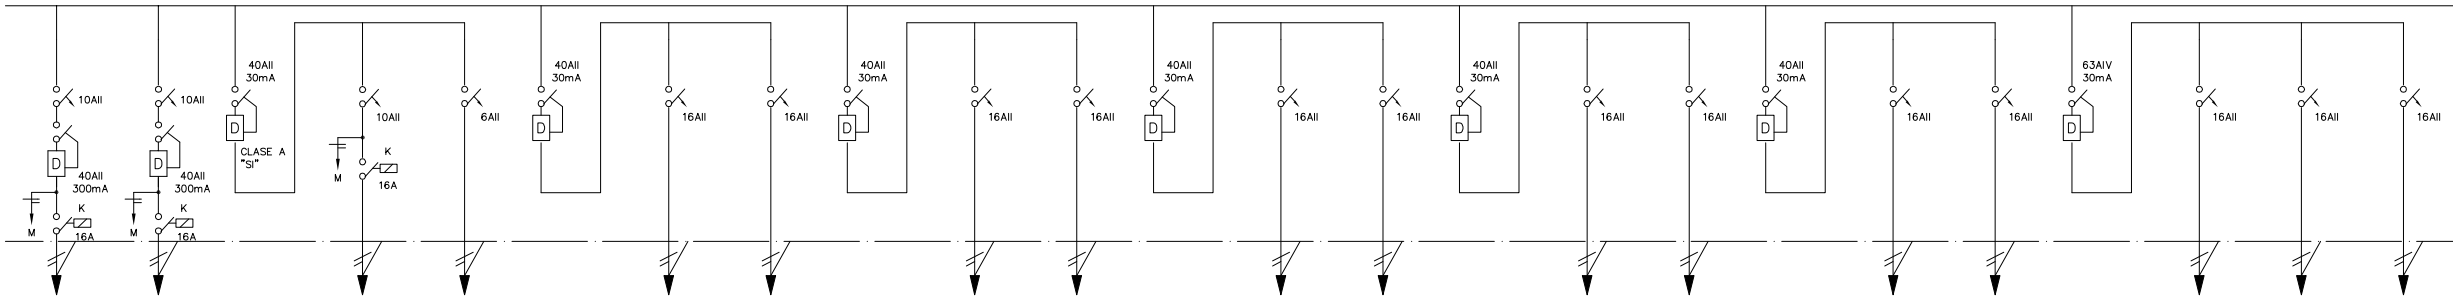 40AII
30mA
40AII
30mA
40AII
30mA
40AII
30mA
40AII
30mA
40AII
30mA
63AIV
30mA
10AII
10AII
10AII
6AII
16AII
16AII
16AII
16AII
16AII
16AII
16AII
16AII
16AII
16AII
16AII
16AII
16AII
D
D
D
D
D
D
D
CLASE A
"SI"
D
D
K
M
16A
40AII
300mA
40AII
300mA
K
K
M
16A
M
16A